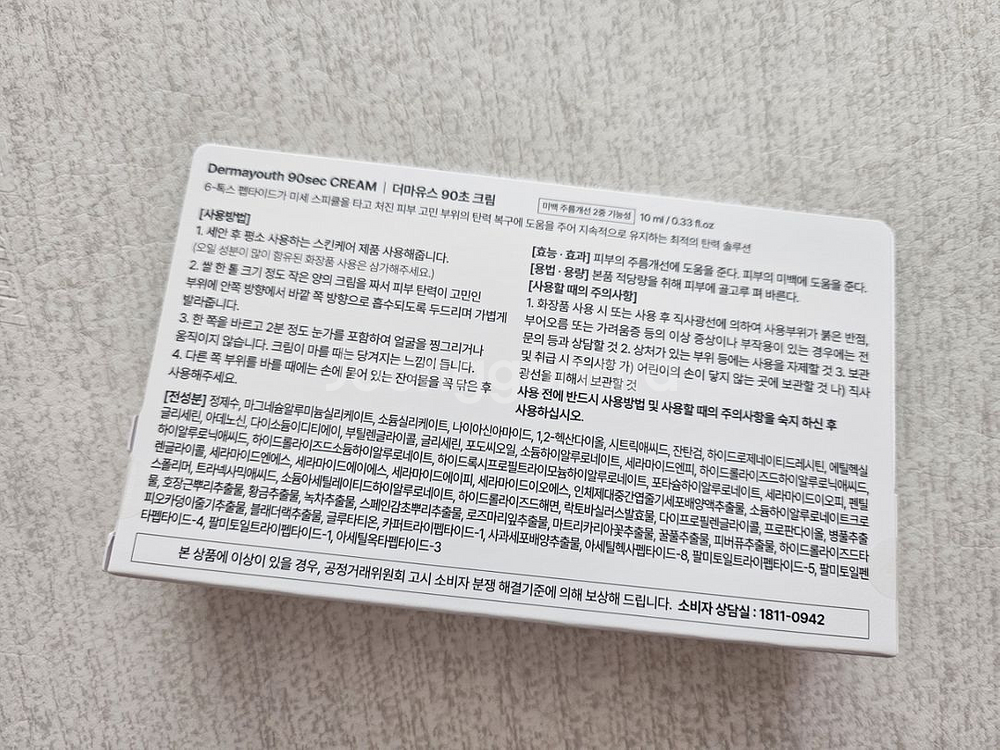 Dermayouth 90sec CREAM | 더마유스 90초 크림
미백 주름개선 2중 기능성 10 ml / 0.33 fl.oz
6-톡스 펩타이드가 미세 스피큘을 타고 처진 피부 고민 부위의 탄력 복구에 도움을 주어 지속적으로 유지하는 최적의 탄력 솔루션
[사용방법]
1. 세안 후 평소 사용하는 스킨케어 제품 사용해줍니다.
(오일 성분이 많이 함유된 화장품 사용은 삼가해주세요.)
2. 쌀 한 톨 크기 정도 작은 양의 크림을 짜서 피부 탄력이 고민인
부위에 안쪽 방향에서 바깥 쪽 방향으로 흡수되도록 두드리며 가볍게
발라줍니다.
3. 한 쪽을 바르고 2분 정도 눈가를 포함하여 얼굴을 찡그리거나
움직이지 않습니다. 크림이 마를 때는 당겨지는 느낌이 듭니다.
4. 다른 쪽 부위를 바를 때에는 손에 묻어 있는 잔여물을 꼭 닦은 후
사용해주세요.
[효능 · 효과] 피부의 주름개선에 도움을 준다. 피부의 미백에 도움을 준다.
[용법 · 용량] 본품 적당량을 취해 피부에 골고루 펴 바른다.
[사용할 때의 주의사항]
1. 화장품 사용 시 또는 사용 후 직사광선에 의하여 사용부위가 붉은 반점,
부어오름 또는 가려움증 등의 이상 증상이나 부작용이 있는 경우에는 전
문의 등과 상담할 것 2. 상처가 있는 부위 등에는 사용을 자제할 것 3. 보관
및 취급 시 주의사항 가) 어린이의 손이 닿지 않는 곳에 보관할 것 나) 직사
광선을 피해서 보관할 것
사용 전에 반드시 사용방법 및 사용할 때의 주의사항을 숙지 하신 후
사용하십시오.
[전성분] 정제수, 마그네슘알루미늄실리케이트, 소듐실리케이트, 나이아신아마이드, 1,2-헥산다이올, 시트릭애씨드, 잔탄검, 하이드로제네이티드레시틴, 에틸헥실
글리세린, 아데노신, 다이소듐이디티에이, 부틸렌글라이콜, 글리세린, 포도씨오일, 소듐하이알루로네이트, 세라마이드엔피, 하이드롤라이즈드하이알루로닉애씨드,
하이알루로닉애씨드, 하이드롤라이즈드소듐하이알루로네이트, 하이드록시프로필트라이모늄하이알루로네이트, 포타슘하이알루로네이트, 세라마이드이오피, 펜틸
렌글라이콜, 세라마이드엔에스, 세라마이드에이에스, 세라마이드에이피, 세라마이드이오에스, 인체제대중간엽줄기세포배양액추출물, 소듐하이알루로네이트크로
스폴리머, 트라넥사믹애씨드, 소듐아세틸레이티드하이알루로네이트, 하이드롤라이즈드해면, 락토바실러스발효물, 다이프로필렌글라이콜, 프로판다이올, 병풀추출
물, 호장근뿌리추출물, 황금추출물, 녹차추출물, 스페인감초뿌리추출물, 로즈마리잎추출물, 마트리카리아꽃추출물, 꿀풀추출물, 피버퓨추출물, 하이드롤라이즈드타
피오카덩이줄기추출물, 블래더랙추출물, 글루타티온, 카퍼트라이펩타이드-1, 사과세포배양추출물, 아세틸헥사펩타이드-8, 팔미토일트라이펩타이드-5, 팔미토일펜
타펩타이드-4, 팔미토일트라이펩타이드-1, 아세틸옥타펩타이드-3
본 상품에 이상이 있을 경우, 공정거래위원회 고시 소비자 분쟁 해결기준에 의해 보상해 드립니다. 소비자 상담실 : 1811-0942